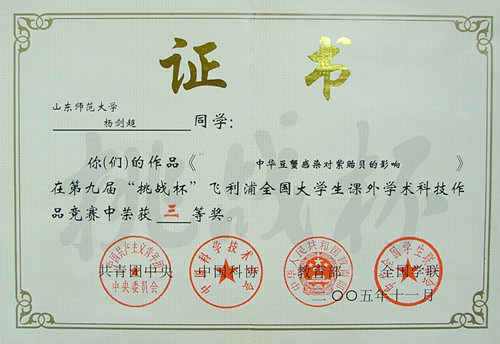 证书
山东师范大学
杨剑超 同学:
你(们)的作品《 中华豆蟹感染对紫贻贝的影响 》
在第九届“挑战杯”飞利浦全国大学生课外学术科技作
品竞赛中荣获 三 等奖。
共青团中央 中国科协 教育部 全国学联
二〇〇五年十一月
挑战杯